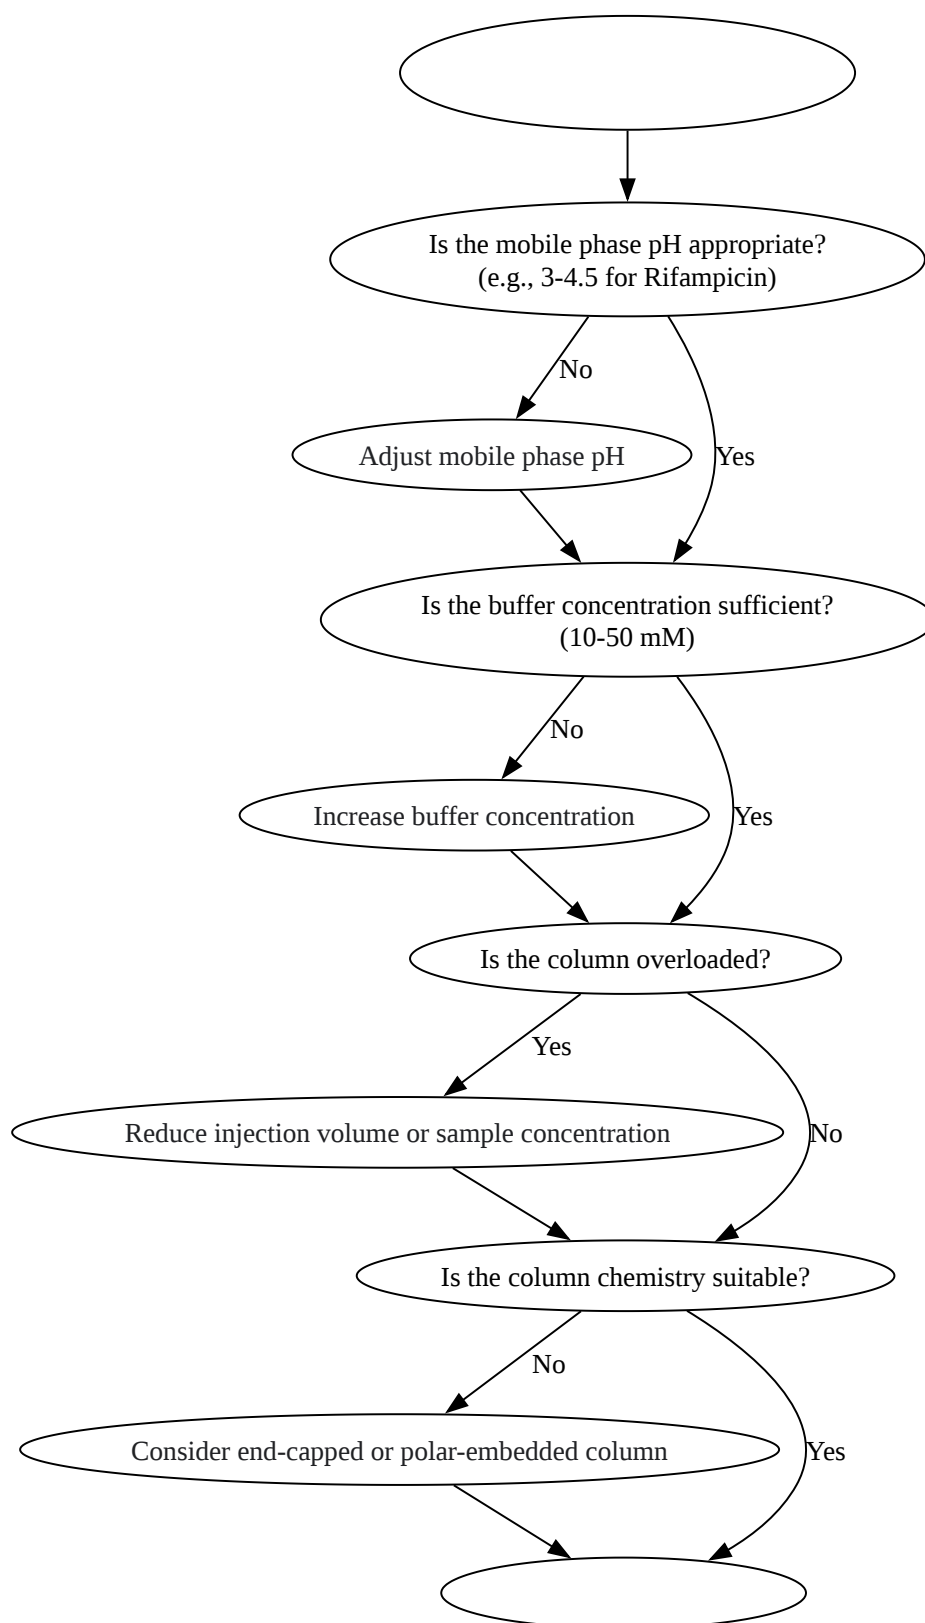 Is the mobile phase pH appropriate?
(e.g., 3-4.5 for Rifampicin)
No
Adjust mobile phase pH
Yes
Is the buffer concentration sufficient?
(10-50 mM)
No
Increase buffer concentration
Yes
Is the column overloaded?
Yes
Reduce injection volume or sample concentration
No
Is the column chemistry suitable?
No
Consider end-capped or polar-embedded column
Yes